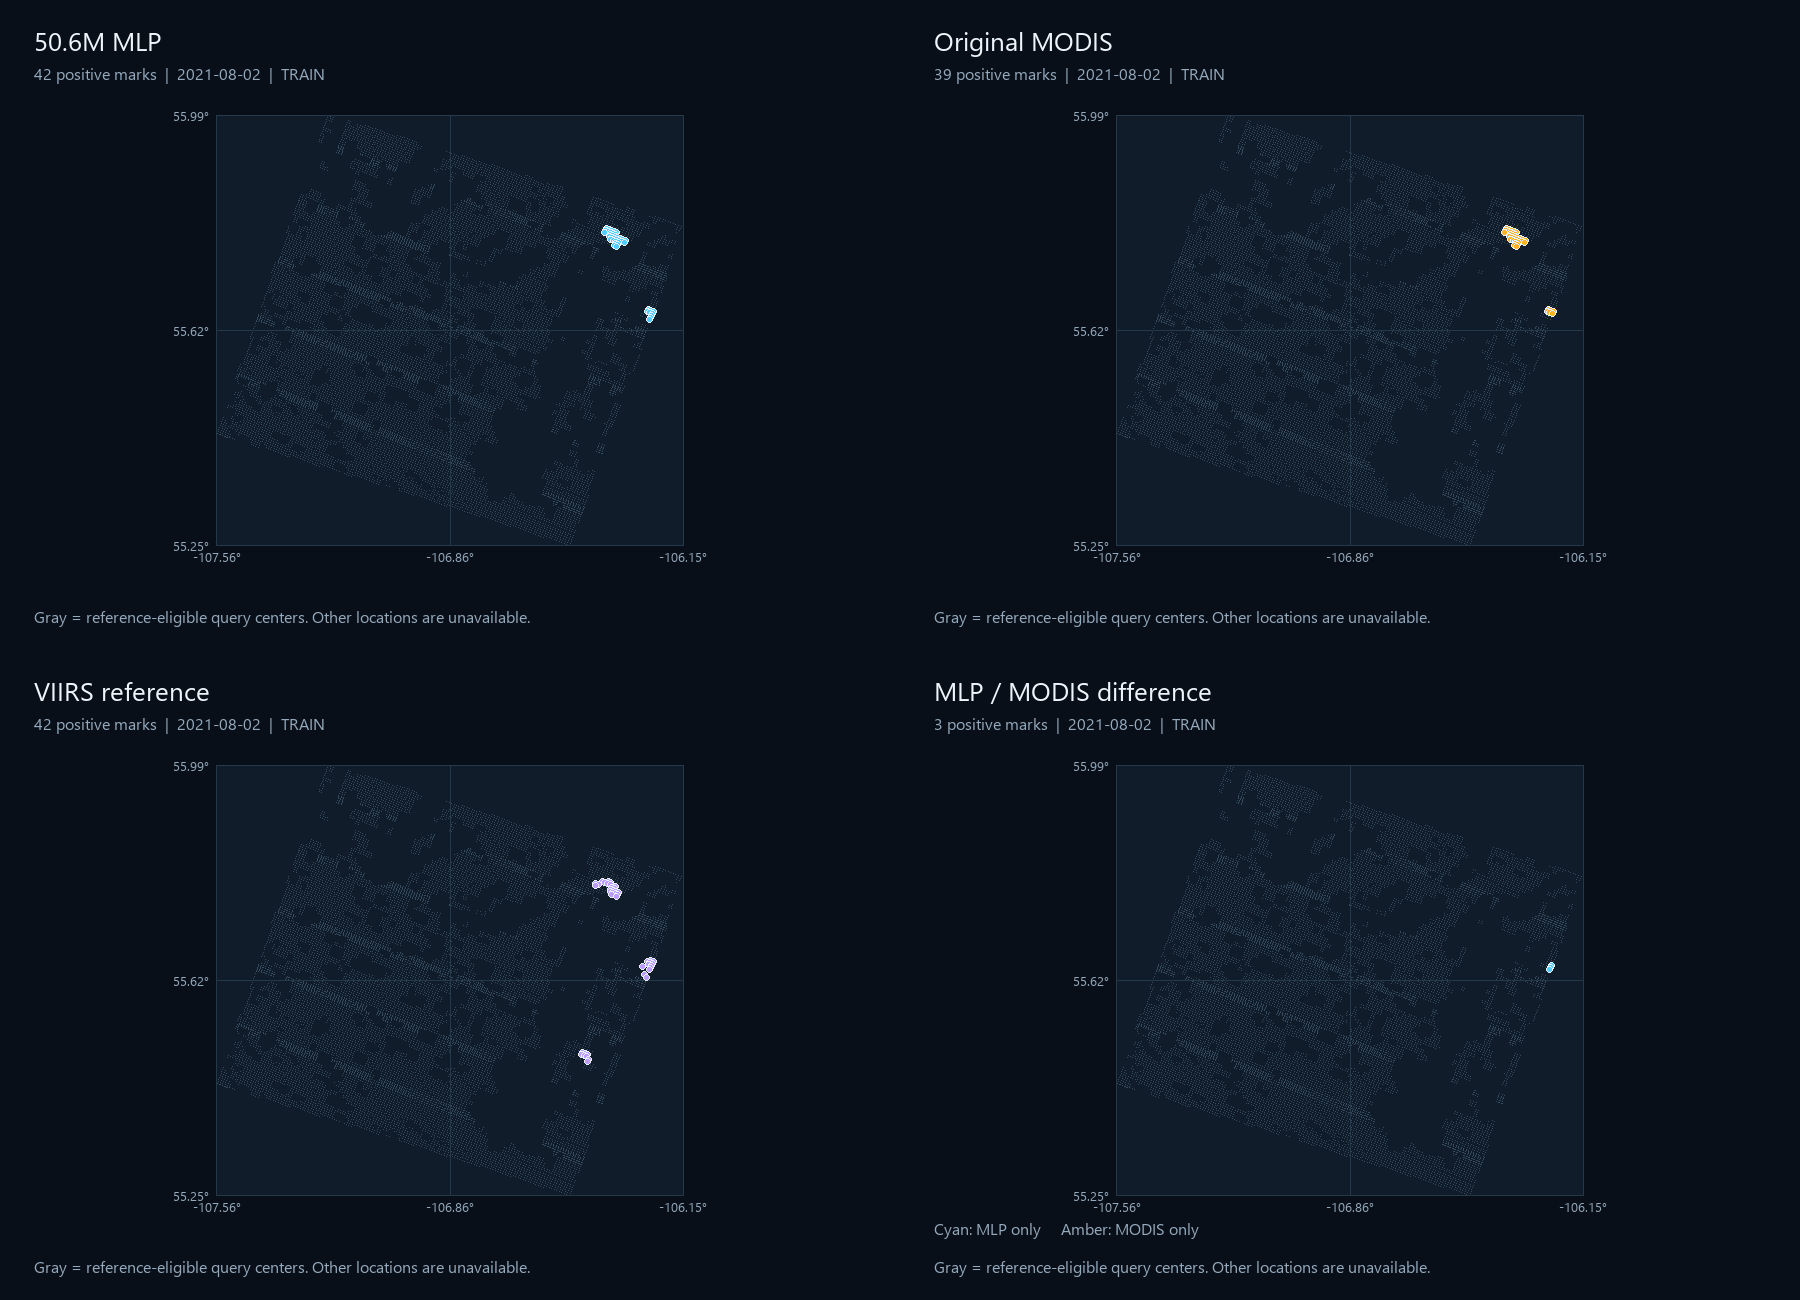 50.6M MLP
42 positive marks | 2021-08-02 | TRAIN
55.99°
55.62°
55.25°
-107.56°
-106.86°
-106.15°
Gray = reference-eligible query centers. Other locations are unavailable.
Original MODIS
39 positive marks | 2021-08-02 | TRAIN
55.99°
55.62°
55.25°
-107.56°
-106.86°
-106.15°
Gray = reference-eligible query centers. Other locations are unavailable.
VIIRS reference
42 positive marks | 2021-08-02 | TRAIN
55.99°
55.62°
55.25°
-107.56°
-106.86°
-106.15°
Gray = reference-eligible query centers. Other locations are unavailable.
MLP / MODIS difference
3 positive marks | 2021-08-02 | TRAIN
55.99°
55.62°
55.25°
-107.56°
-106.86°
-106.15°
Cyan: MLP only Amber: MODIS only
Gray = reference-eligible query centers. Other locations are unavailable.